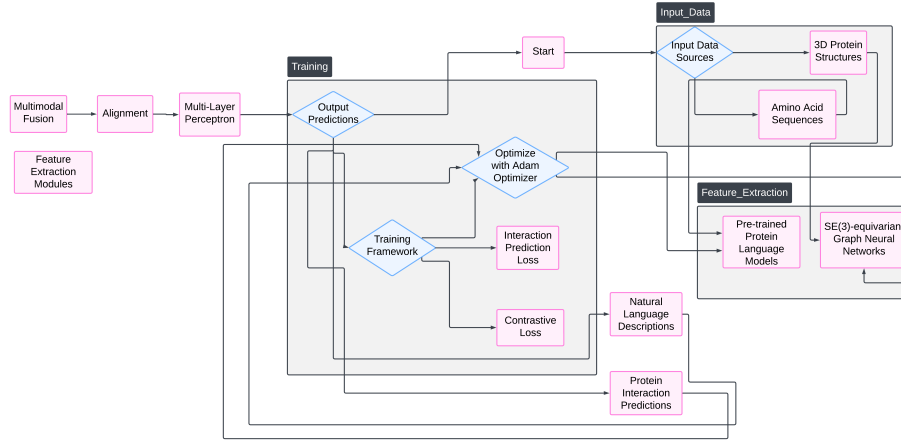 Input_Data
Start
Input Data
Sources
3D Protein
Structures
Training
Multimodal
Fusion
Alignment
Multi-Layer
Perceptron
Output
Predictions
Amino Acid
Sequences
Feature
Extraction
Modules
Optimize
with Adam
Optimizer
Feature_Extraction
Training
Framework
Interaction
Prediction
Loss
Pre-trained
Protein
Language
Models
SE(3)-equivarian
Graph Neural
Networks
Contrastive
Loss
Natural
Language
Descriptions
Protein
Interaction
Predictions